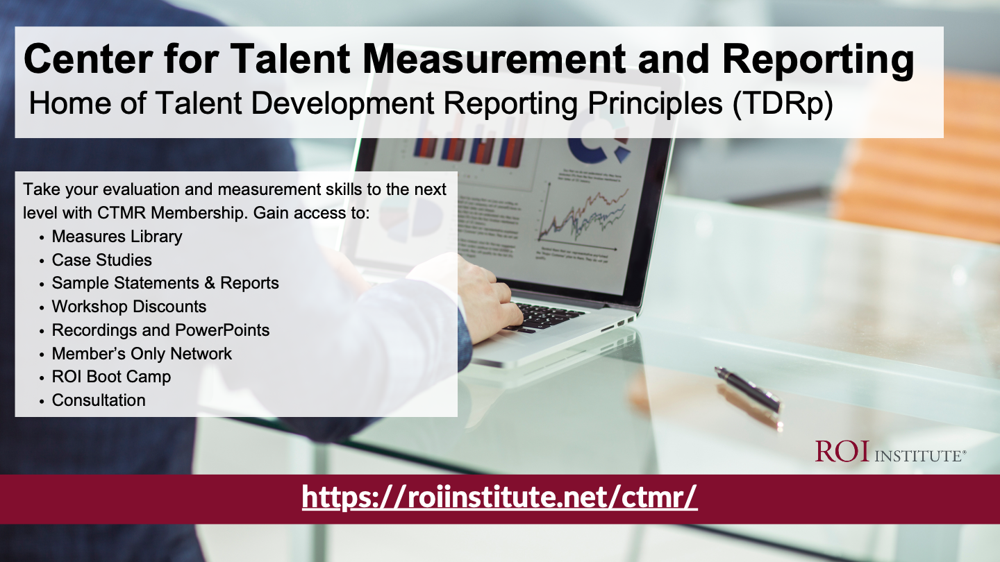 Center for Talent Measurement and Reporting
Home of Talent Development Reporting Principles (TDRp)
Take your evaluation and measurement skills to the next
level with CTMR Membership. Gain access to:
• Measures Library
• Case Studies
• Sample Statements & Reports
• Workshop Discounts
• Recordings and PowerPoints
• Member’s Only Network
• ROI Boot Camp
• Consultation
ROI INSTITUTE®
https://roiinstitute.net/ctmr/